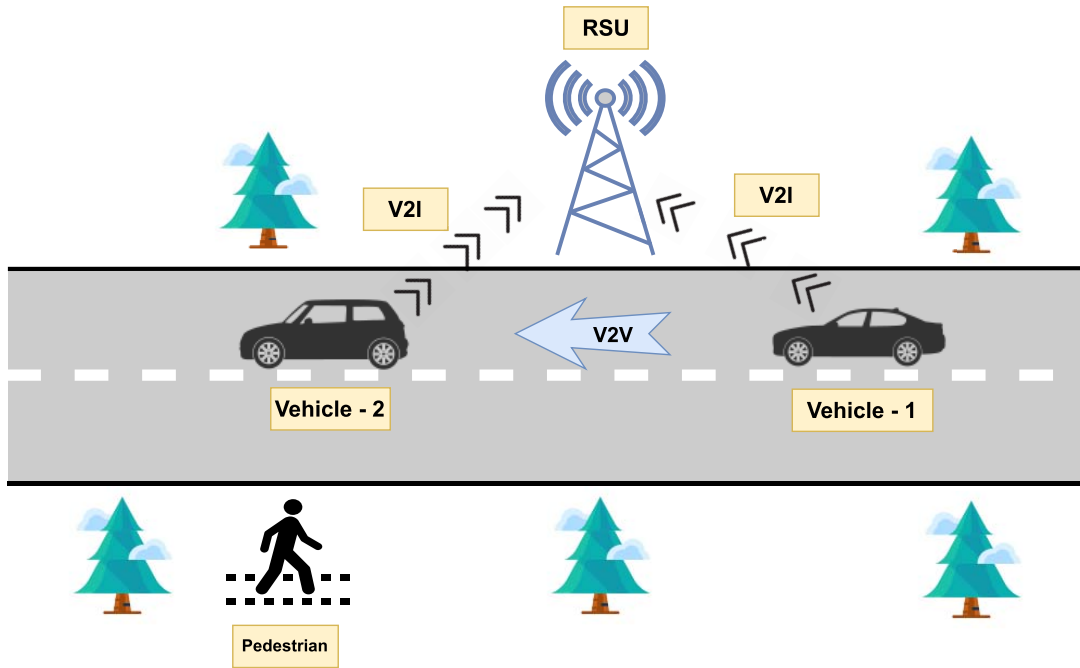 RSU
V2I
V2I
V2V
Vehicle - 2
Vehicle - 1
Pedestrian